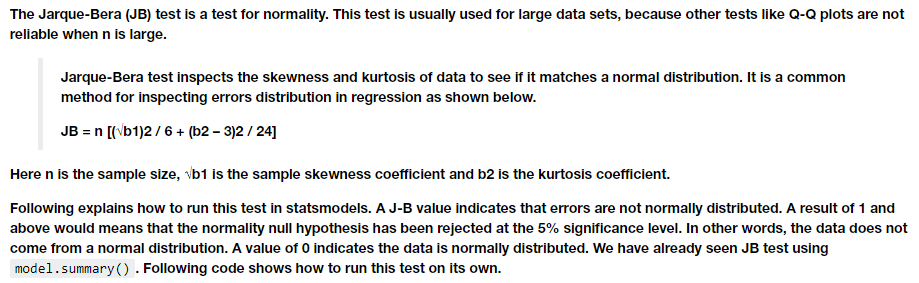 The Jarque-Bera (JB) test is a test for normality. This test is usually used for large data sets, because other tests like Q-Q plots are not
reliable when n is large.
Jarque-Bera test inspects the skewness and kurtosis of data to see if it matches a normal distribution. It is a common
method for inspecting errors distribution in regression as shown below.
JB = n [(√b1)2 / 6 + (b2 – 3)2 / 24]
Here n is the sample size, √b1 is the sample skewness coefficient and b2 is the kurtosis coefficient.
Following explains how to run this test in statsmodels. A J-B value indicates that errors are not normally distributed. A result of 1 and
above would means that the normality null hypothesis has been rejected at the 5% significance level. In other words, the data does not
come from a normal distribution. A value of 0 indicates the data is normally distributed. We have already seen JB test using
model.summary() . Following code shows how to run this test on its own.